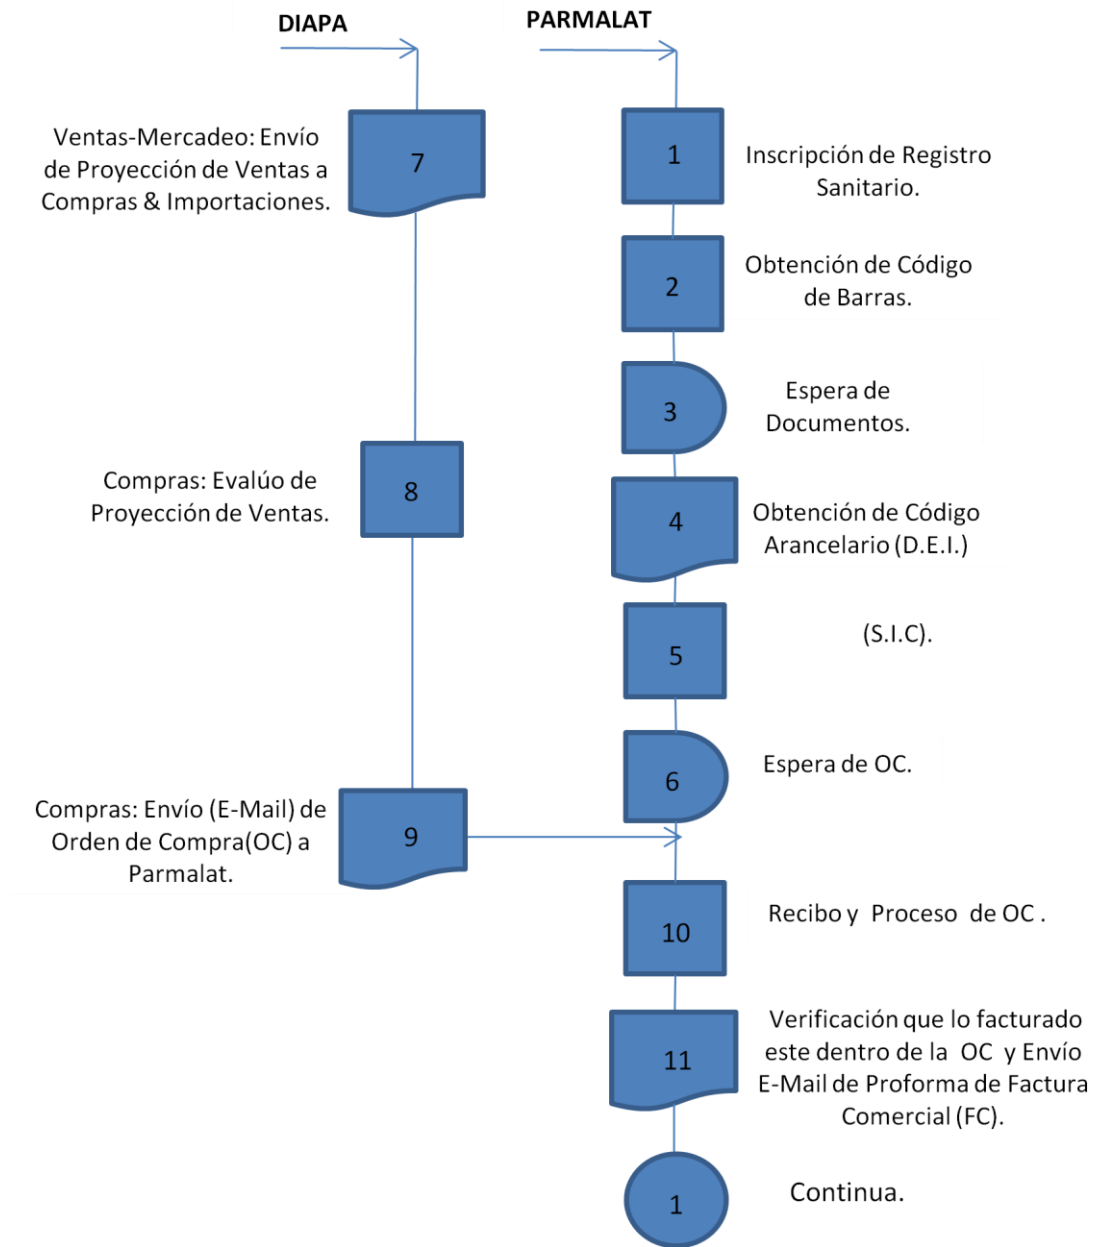 DIAPA
Ventas-Mercadeo: Envío
de Proyección de Ventas a
Compras & Importaciones.
7
Compras: Evalúo de
Proyección de Ventas.
8
Compras: Envío (E-Mail) de
Orden de Compra(OC) a
Parmalat.
9
PARMALAT
1
Inscripción de Registro
Sanitario.
2
Obtención de Código
de Barras.
3
Espera de
Documentos.
4
Obtención de Código
Arancelario (D.E.I.)
5
(S.I.C).
6
Espera de OC.
10
Recibo y Proceso de OC .
11
Verificación que lo facturado
este dentro de la OC y Envío
E-Mail de Proforma de Factura
Comercial (FC).
1
Continua.